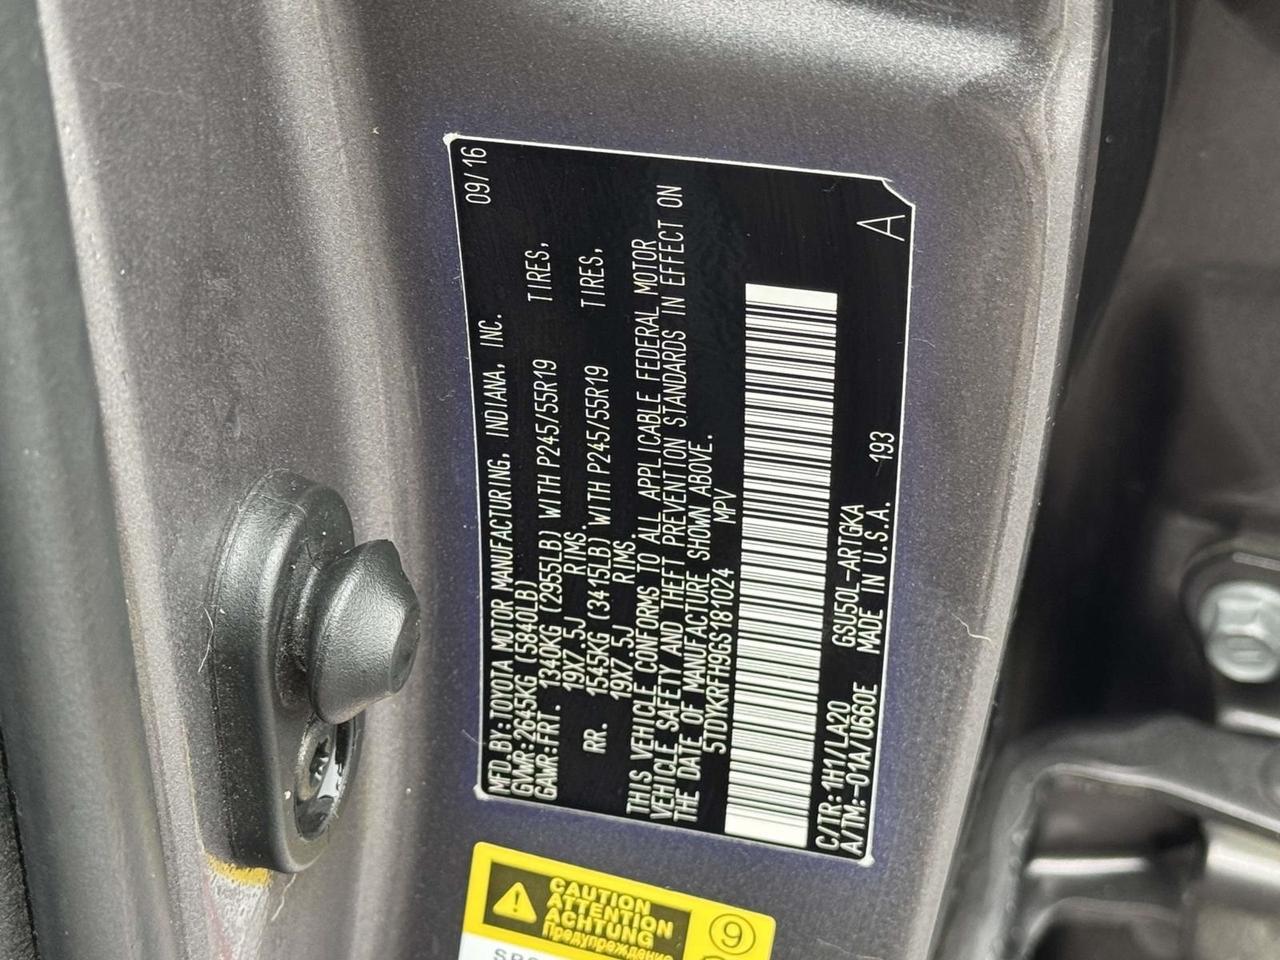 MFD.BY:TOYOTA MOTOR MANUFACTURING, INDIANA, INC. 09/16
GVWR:2645KG (5840LB)
GAWR:FRT. 1340KG (2955LB) WITH P245/55R19 TIRES,
19X7.5J RIMS.
RR. 1545KG (3415LB) WITH P245/55R19 TIRES,
19X7.5J RIMS.
THIS VEHICLE CONFORMS TO ALL APPLICABLE FEDERAL MOTOR
VEHICLE SAFETY AND THEFT PREVENTION STANDARDS IN EFFECT ON
THE DATE OF MANUFACTURE SHOWN ABOVE.
5TDYKRFH9GS181024 MPV
C/TR:1H1/LA20 GSU50L-ARTGKA 193 A
A/TM:-01A/U660E MADE IN U.S.A.
CAUTION
ATTENTION
ACHTUNG
Предупреждение
9